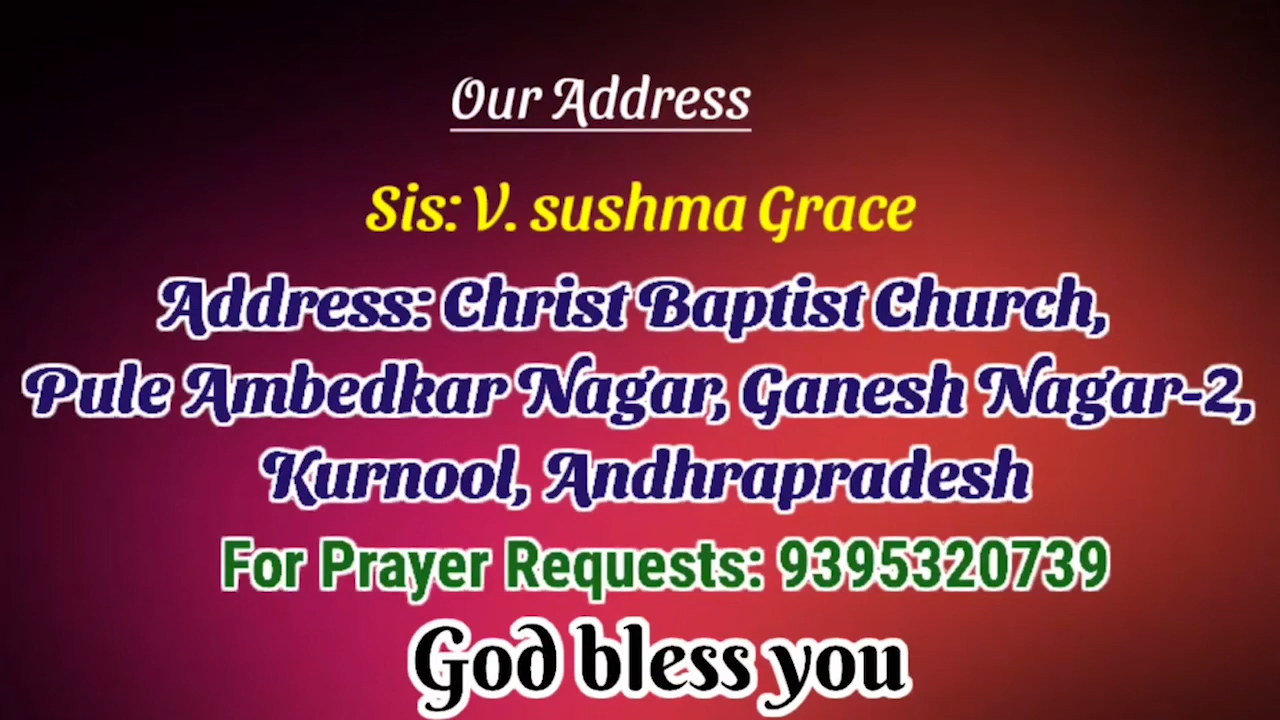 Our Address
Sis: V. sushma Grace
Address: Christ Baptist Church,
Pule Ambedkar Nagar, Ganesh Nagar-2,
Kurnool, Andhrapradesh
For Prayer Requests: 9395320739
God bless you